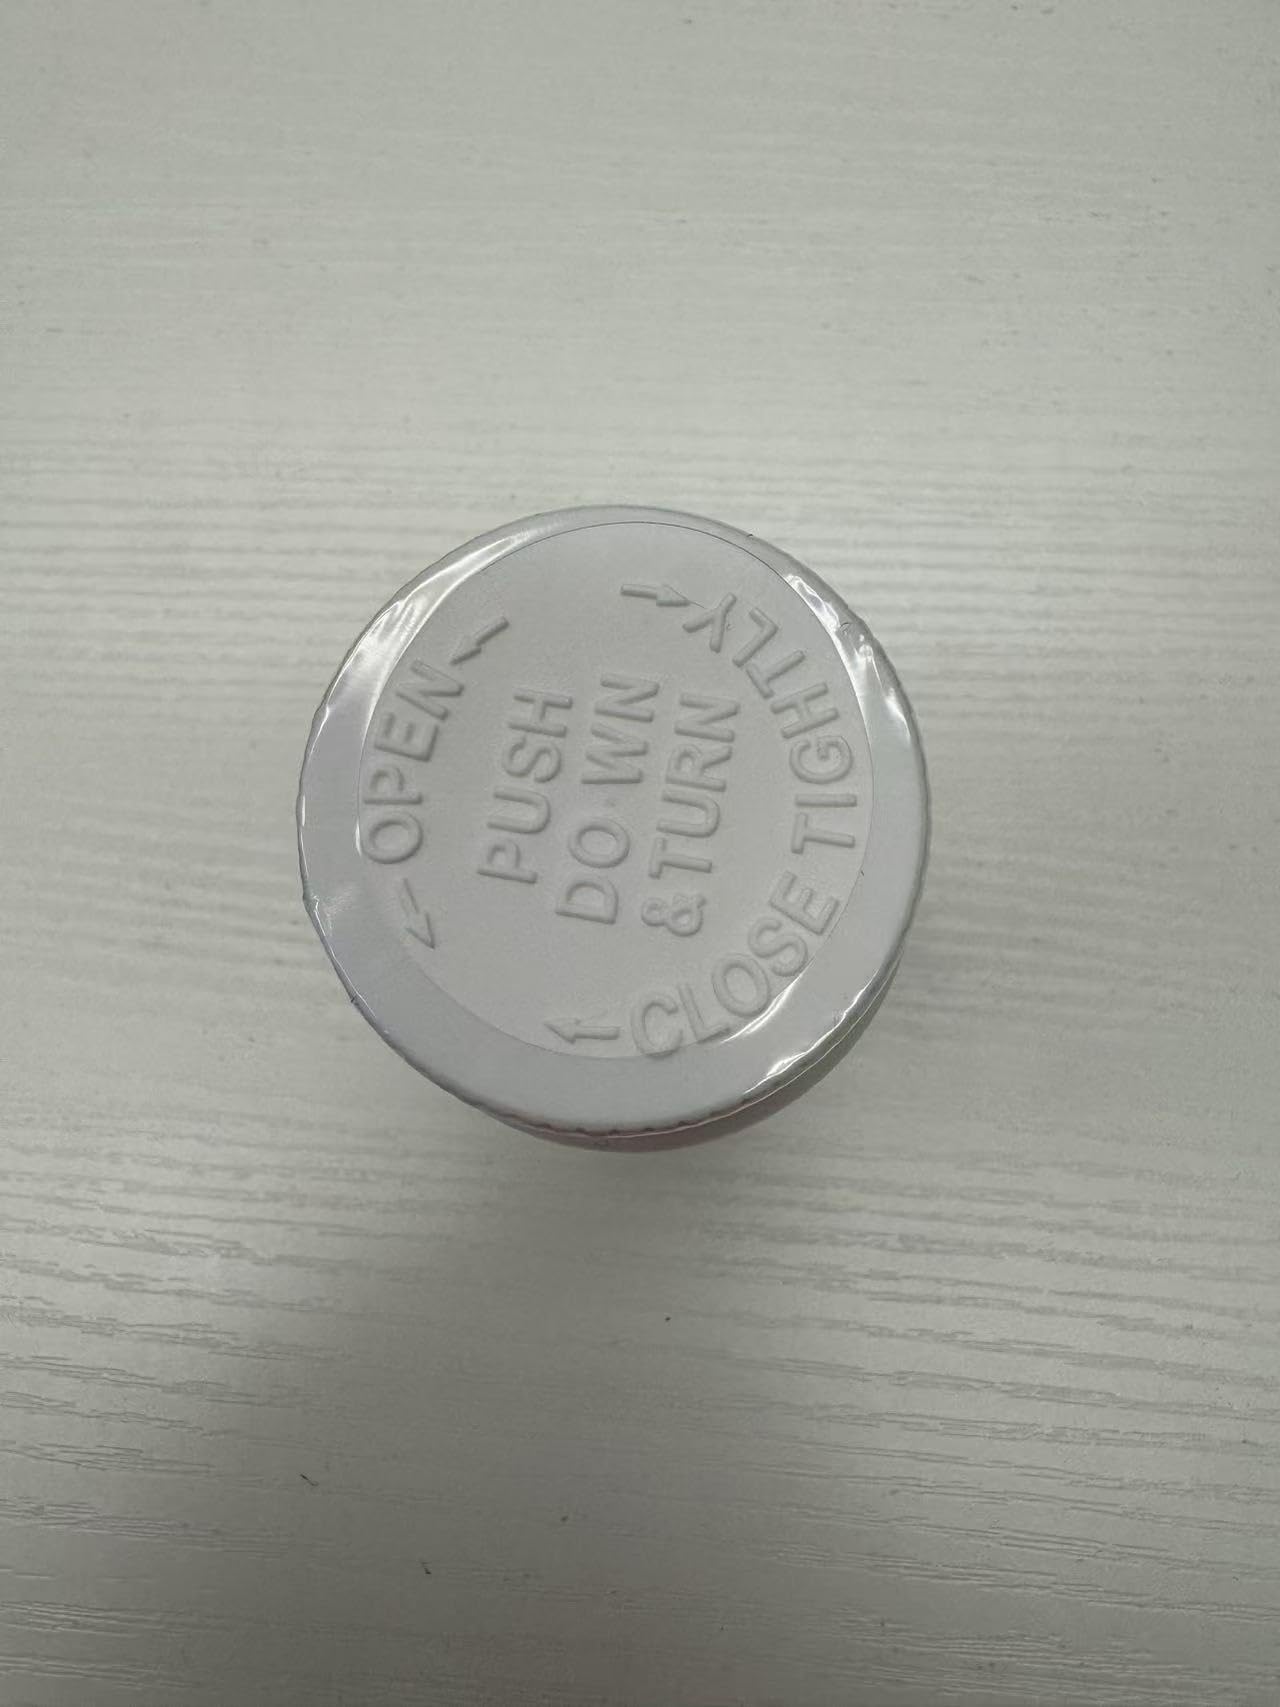 OPEN
PUSH
DOWN
& TURN
CLOSE TIGHTLY